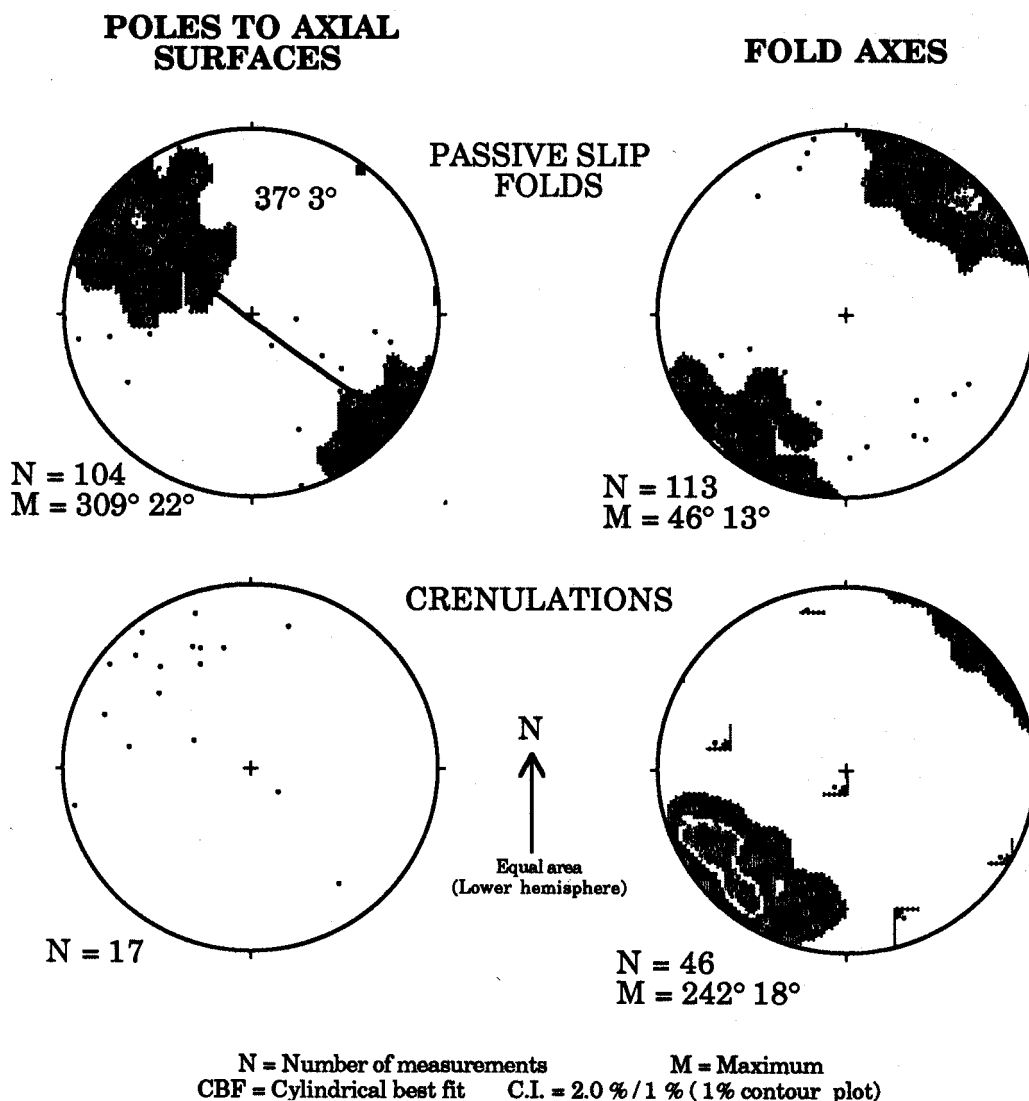 POLES TO AXIAL
SURFACES
FOLD AXES
PASSIVE SLIP
FOLDS
37° 3°
N = 104
M = 309° 22°
N = 113
M = 46° 13°
CRENULATIONS
N
Equal area
(Lower hemisphere)
N = 17
N = 46
M = 242° 18°
N = Number of measurements M = Maximum
CBF = Cylindrical best fit C.I. = 2.0 % / 1 % ( 1% contour plot)